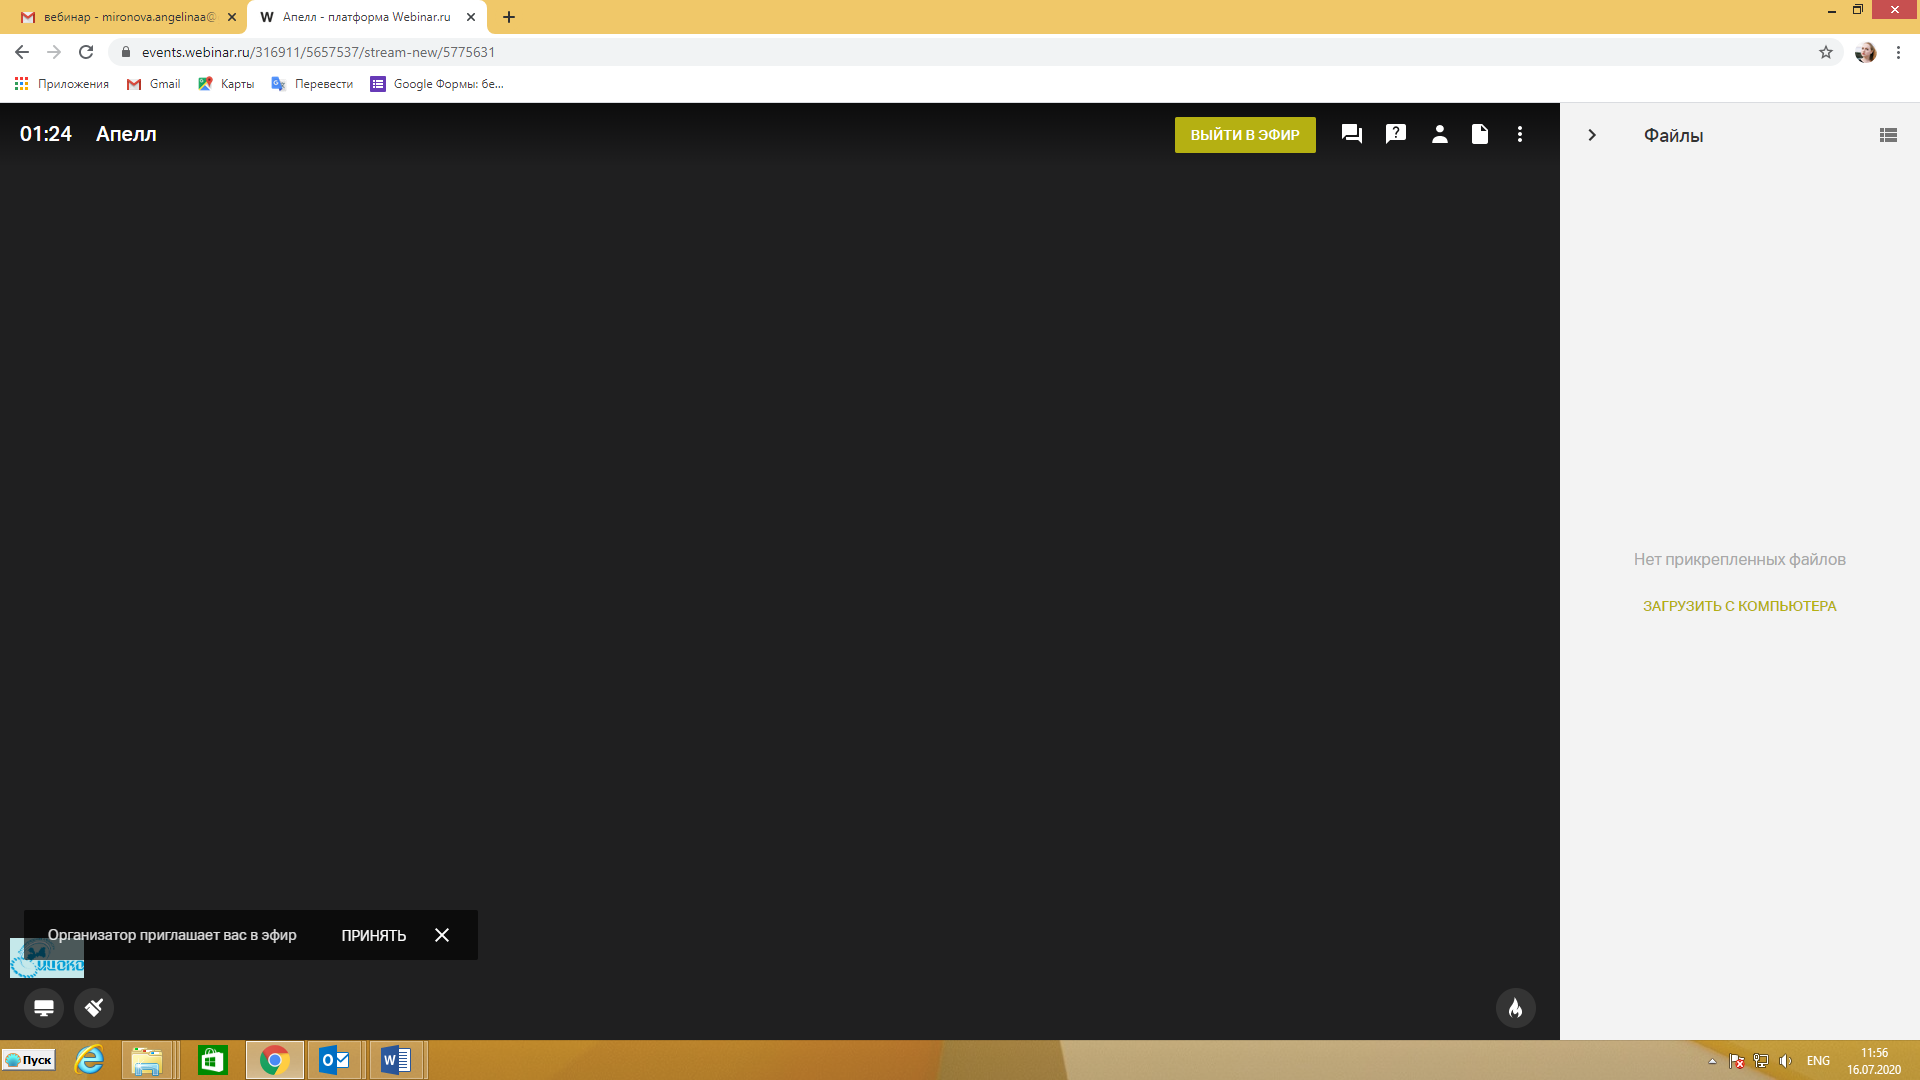 вебинар - mironova.angelinaa@
Апелл - платформа Webinar.ru
events.webinar.ru/316911/5657537/stream-new/5775631
Приложения
Gmail
Карты
Перевести
Google Формы: бе...
01:24
Апелл
ВЫЙТИ В ЭФИР
Файлы
Нет прикрепленных файлов
ЗАГРУЗИТЬ С КОМПЬЮТЕРА
Организатор приглашает вас в эфир
ПРИНЯТЬ
Пуск
ENG
11:56
16.07.2020